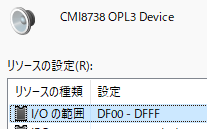 CMI8738 OPL3 Device
リソースの設定(R):
リソースの種類 設定
I/O の範囲 DF00 - DFFF